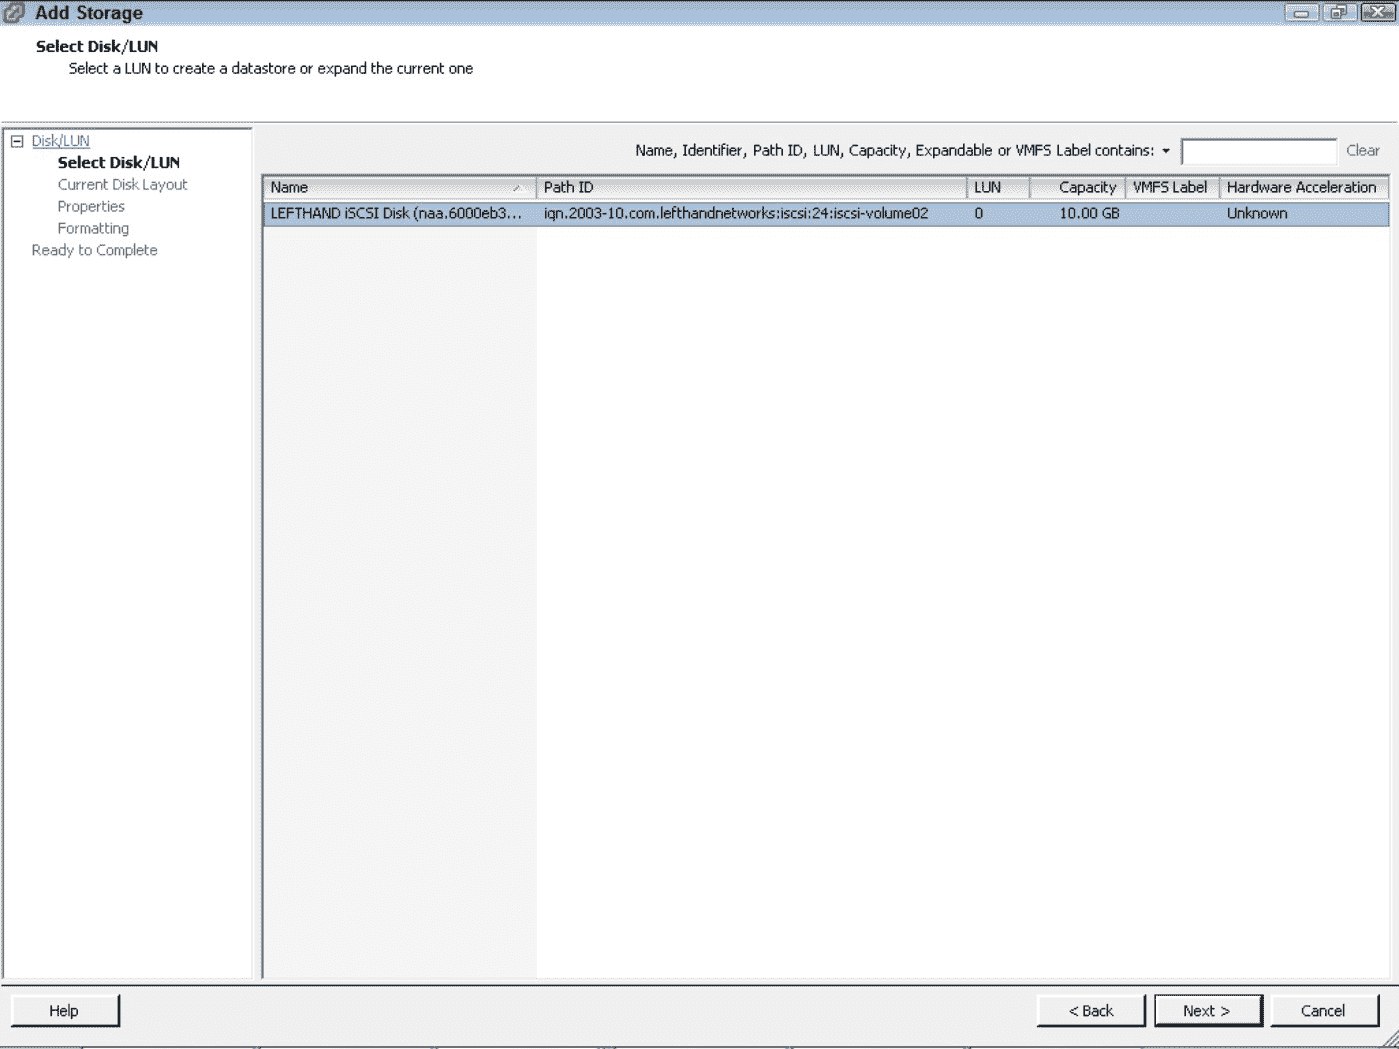 Add Storage
Select Disk/LUN
Select a LUN to create a datastore or expand the current one
Disk/LUN
Select Disk/LUN
Current Disk Layout
Properties
Formatting
Ready to Complete
Name, Identifier, Path ID, LUN, Capacity, Expandable or VMFS Label contains: Clear
Name Path ID LUN Capacity VMFS Label Hardware Acceleration
LEFTHAND iSCSI Disk (naa.6000eb3... iqn.2003-10.com.lefthandnetworks:iscsi:24:iscsi-volume02 0 10.00 GB Unknown
Help < Back Next > Cancel